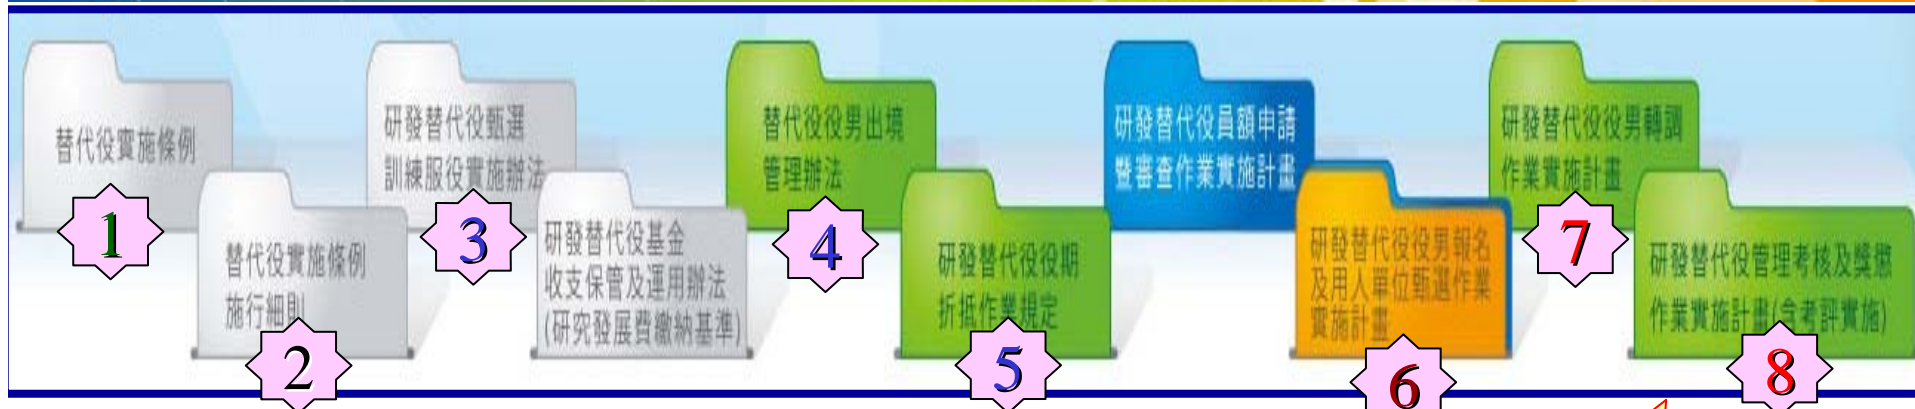 替代役實施條例
1
替代役實施條例
施行細則
2
研發替代役甄選
訓練服役實施辦法
3
研發替代役基金
收支保管及運用辦法
(研究發展費繳納基準)
替代役役男出境
管理辦法
4
研發替代役役期
折抵作業規定
5
研發替代役員額申請
暨審查作業實施計畫
研發替代役役男報名
及用人單位甄選作業
實施計畫
6
研發替代役役男轉調
作業實施計畫
7
研發替代役管理考核及獎懲
作業實施計畫(含考評實施)
8